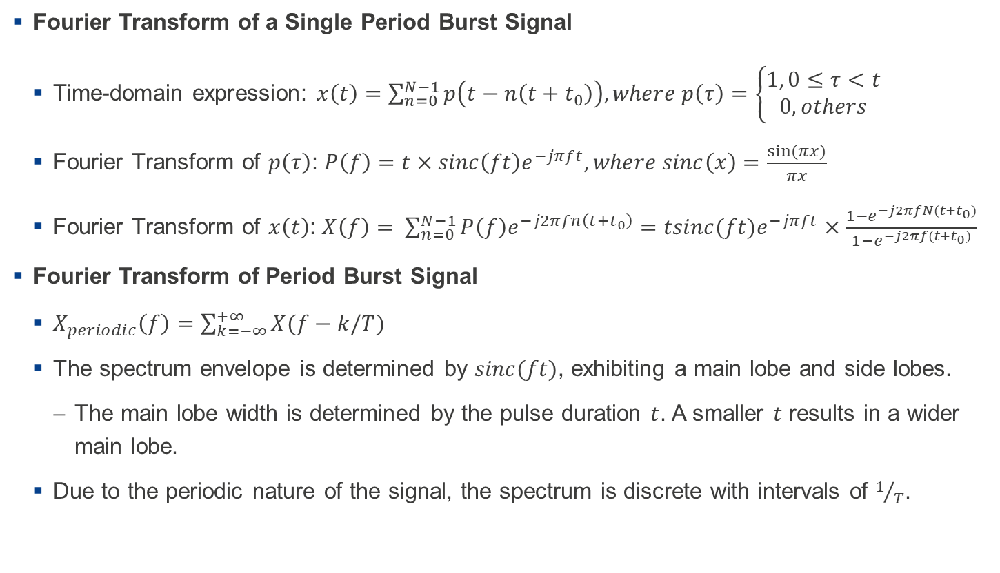 ▪ Fourier Transform of a Single Period Burst Signal
▪ Time-domain expression: $x(t) = \sum_{n=0}^{N-1} p(t - n(t + t_0)), where\ p(\tau) = \begin{cases} 1, 0 \leq \tau < t \\ 0, others \end{cases}$
▪ Fourier Transform of $p(\tau)$: $P(f) = t \times sinc(ft)e^{-j\pi ft}, where\ sinc(x) = \frac{\sin(\pi x)}{\pi x}$
▪ Fourier Transform of $x(t)$: $X(f) = \sum_{n=0}^{N-1} P(f)e^{-j2\pi fn(t+t_0)} = tsinc(ft)e^{-j\pi ft} \times \frac{1-e^{-j2\pi fN(t+t_0)}}{1-e^{-j2\pi f(t+t_0)}}$
▪ Fourier Transform of Period Burst Signal
▪ $X_{periodic}(f) = \sum_{k=-\infty}^{+\infty} X(f - k/T)$
▪ The spectrum envelope is determined by $sinc(ft)$, exhibiting a main lobe and side lobes.
– The main lobe width is determined by the pulse duration $t$. A smaller $t$ results in a wider
main lobe.
▪ Due to the periodic nature of the signal, the spectrum is discrete with intervals of $^1/_T$.